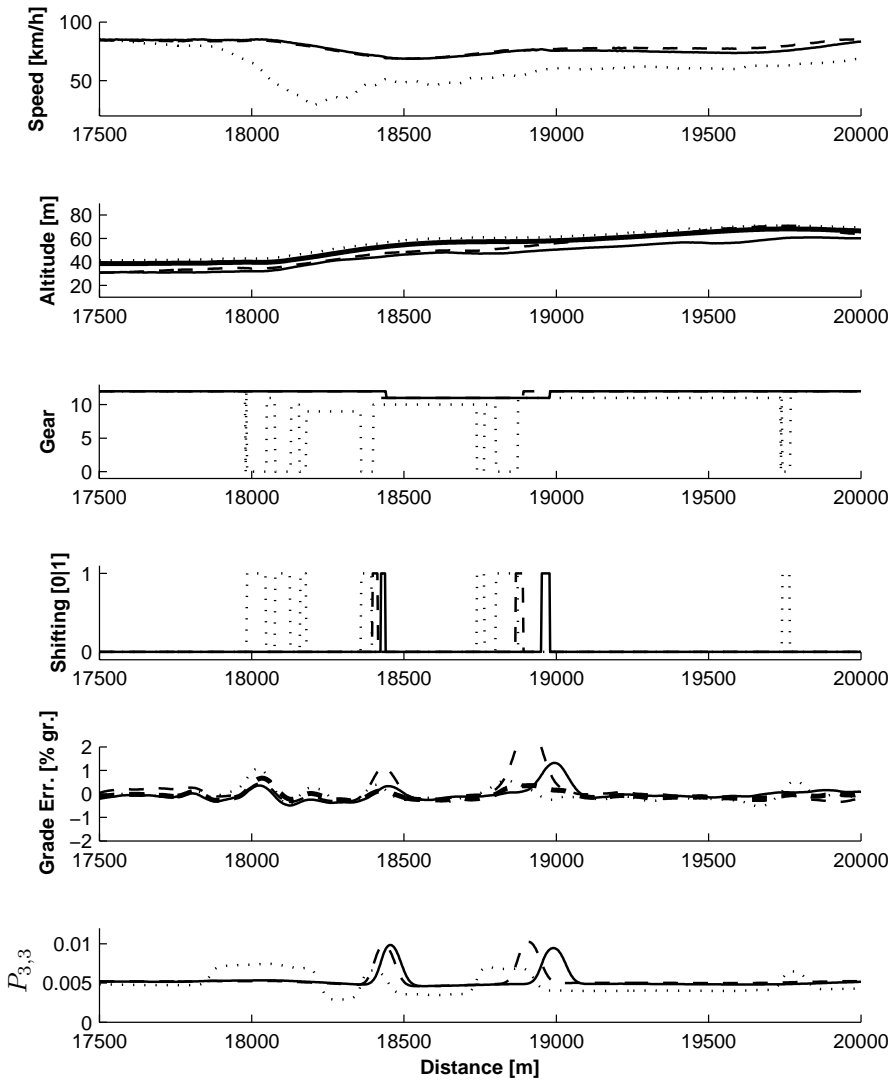 Speed [km/h]
100
50
17500 18000 18500 19000 19500 20000
Altitude [m]
80
60
40
20
17500 18000 18500 19000 19500 20000
Gear
10
5
0
17500 18000 18500 19000 19500 20000
Shifting [0|1]
1
0
17500 18000 18500 19000 19500 20000
Grade Err. [% gr.]
2
1
0
−1
−2
17500 18000 18500 19000 19500 20000
P3,3
0.01
0.005
0
17500 18000 18500 19000 19500 20000
Distance [m]